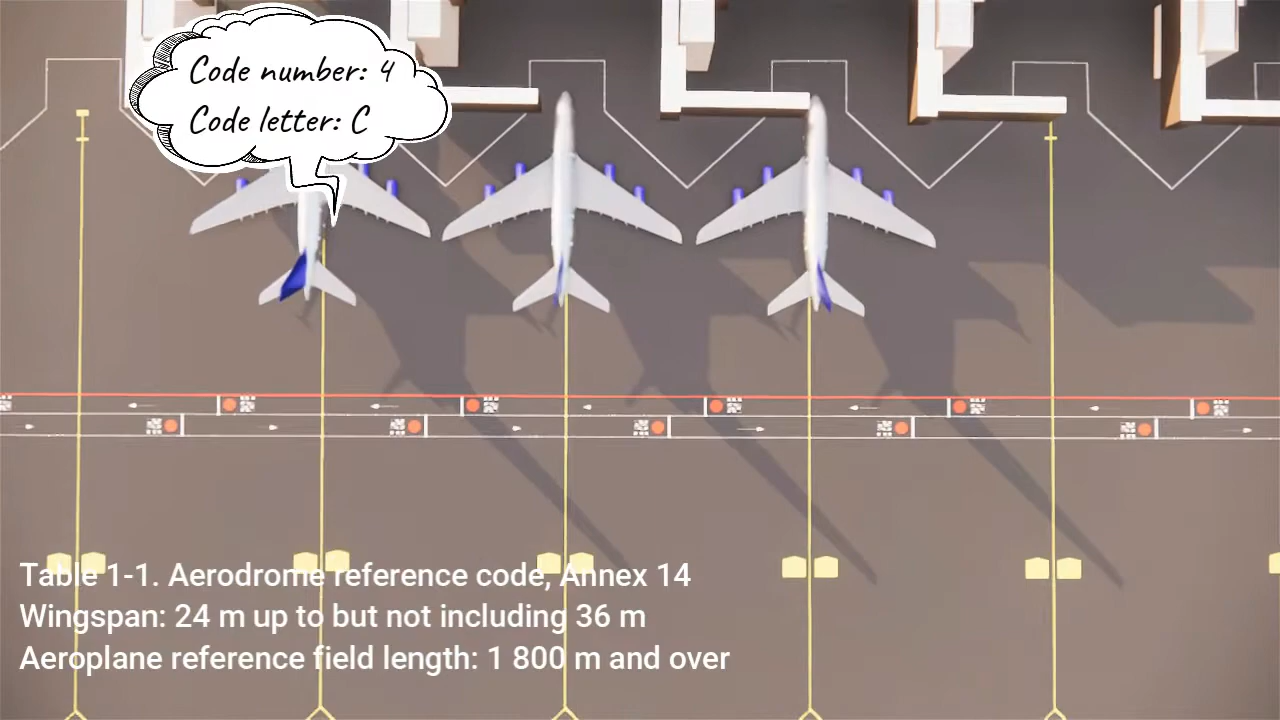 Code number: 4
Code letter: C
Table 1-1. Aerodrome reference code, Annex 14
Wingspan: 24 m up to but not including 36 m
Aeroplane reference field length: 1 800 m and over